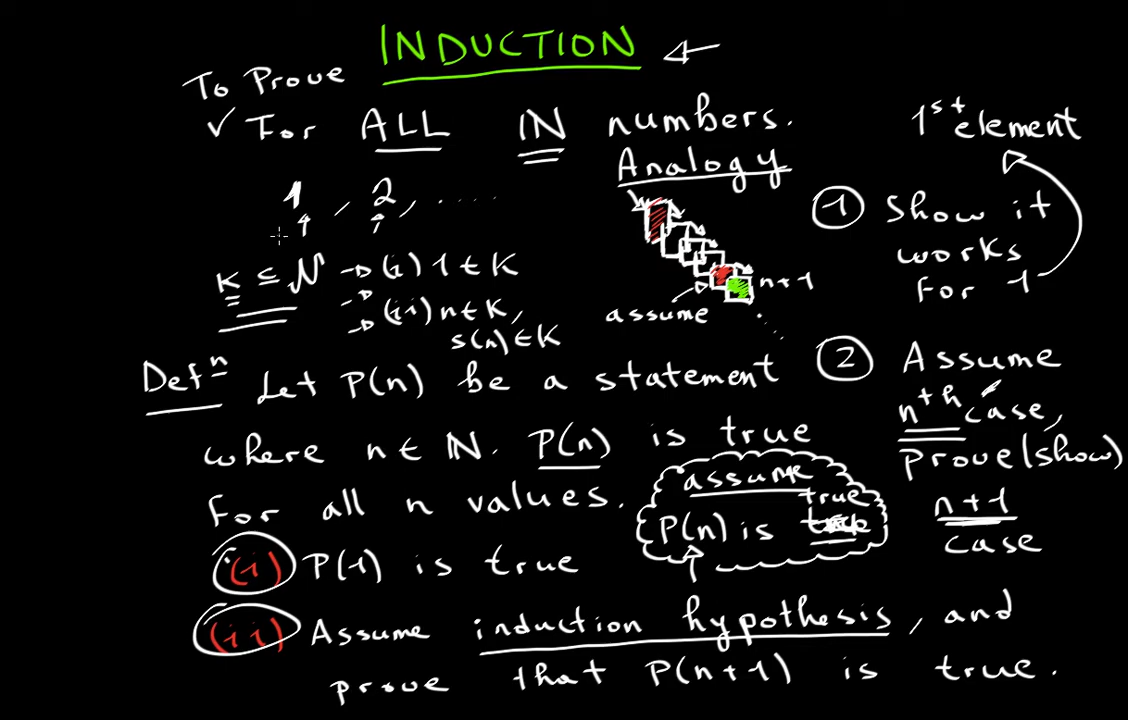 INDUCTION
To Prove
✓ For ALL ℕ numbers.
1, 2, .....
Analogy
n+1
assume
K ⊆ N → (i) 1 ∈ K
→ (ii) n ∈ K,
→ s(n) ∈ K
1st element
① Show it
works
for 1
② Assume
nth case,
prove(show)
n+1
case
Defn Let P(n) be a statement
where n ∈ ℕ. P(n) is true
for all n values.
assume
true
P(n) is
(i) P(1) is true
(ii) Assume induction hypothesis, and
prove that P(n+1) is true.